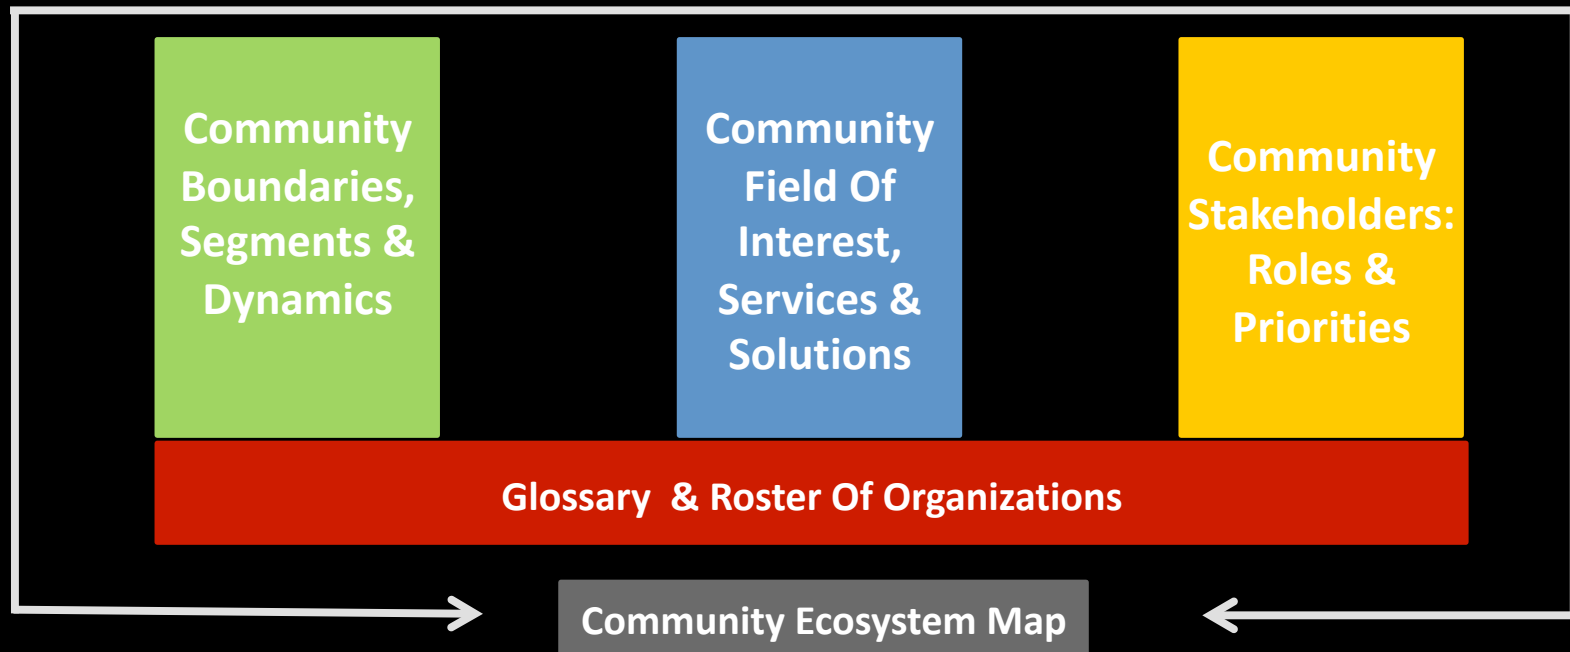 Community
Boundaries,
Segments &
Dynamics
Community
Field Of
Interest,
Services &
Solutions
Community
Stakeholders:
Roles &
Priorities
Glossary  & Roster Of Organizations
Community Ecosystem Map